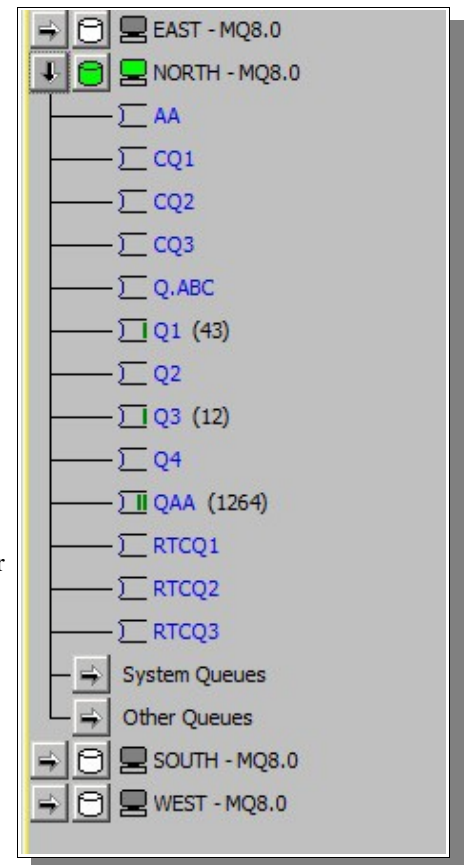 EAST - MQ8.0
NORTH - MQ8.0
AA
CQ1
CQ2
CQ3
Q.ABC
Q1 (43)
Q2
Q3 (12)
Q4
QAA (1264)
r
RTCQ1
RTCQ2
RTCQ3
System Queues
Other Queues
SOUTH - MQ8.0
WEST - MQ8.0